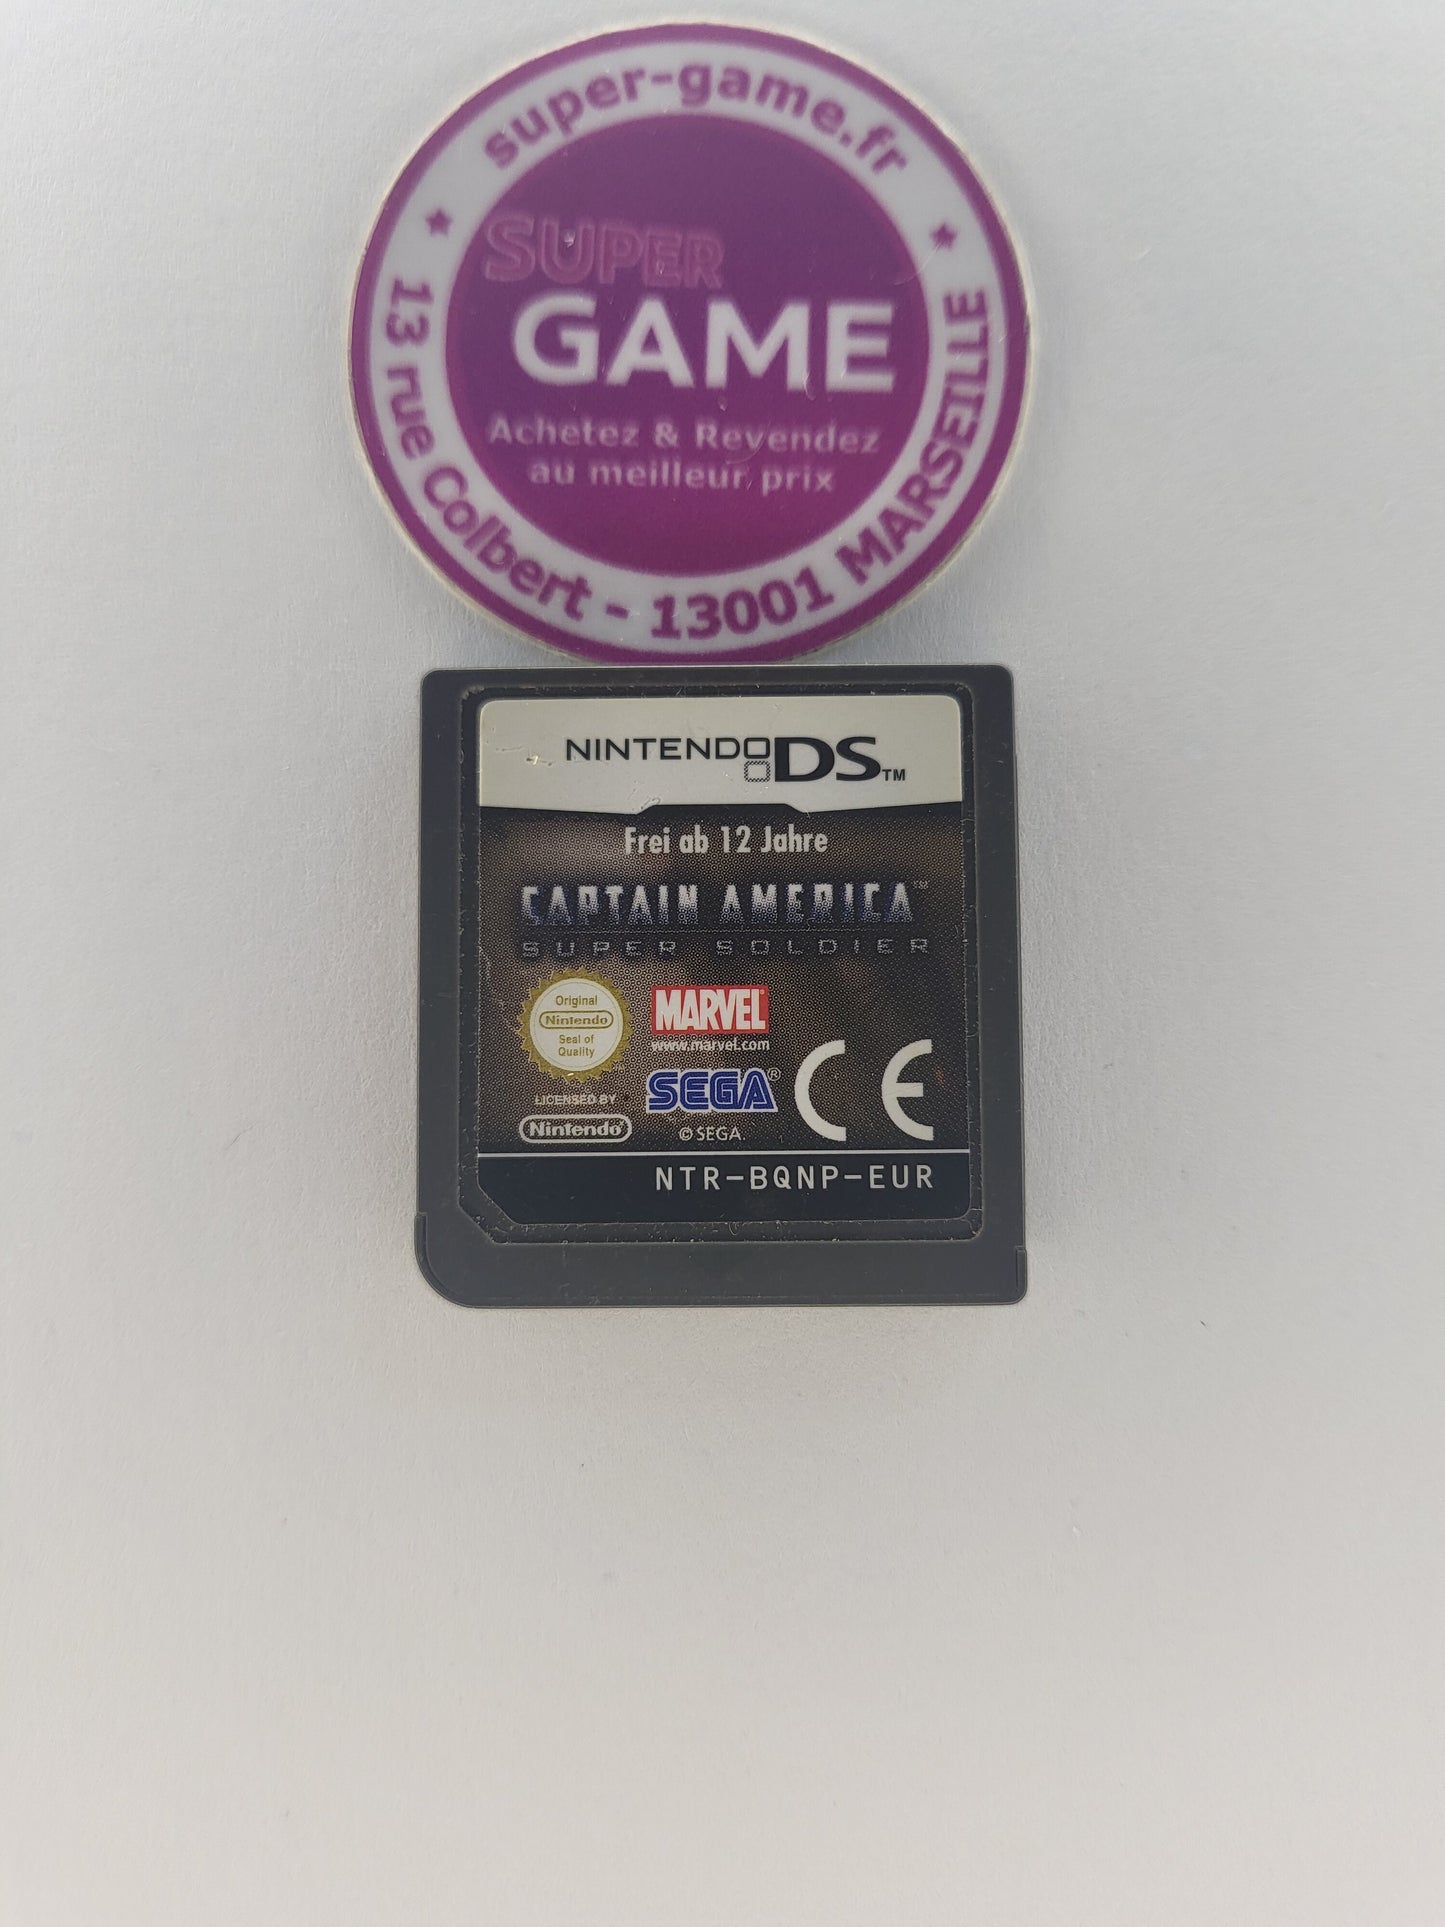 super-game.fr
SUPER
GAME
Achetez & Revendez
au meilleur prix
13 rue Colbert - 13001 MARSEILLE
NINTENDO DS™
Frei ab 12 Jahre
CAPTAIN AMERICA™
SUPER SOLDIER
Original
Nintendo
Seal of
Quality
MARVEL
www.marvel.com
LICENSED BY
Nintendo®
SEGA®
© SEGA.
CE
NTR-BQNP-EUR